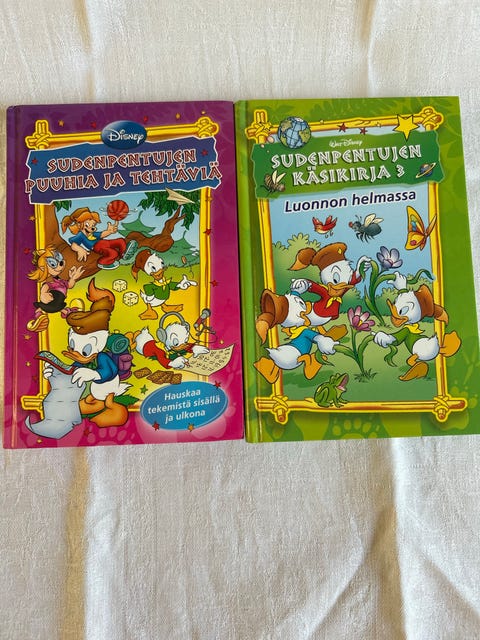 Disney
SUDENPENTUJEN
PUUHIA JA TEHTÄVIÄ
Hauskaa
tekemistä sisällä
ja ulkona
WALT DISNEY
SUDENPENTUJEN
KÄSIKIRJA 3
Luonnon helmassa